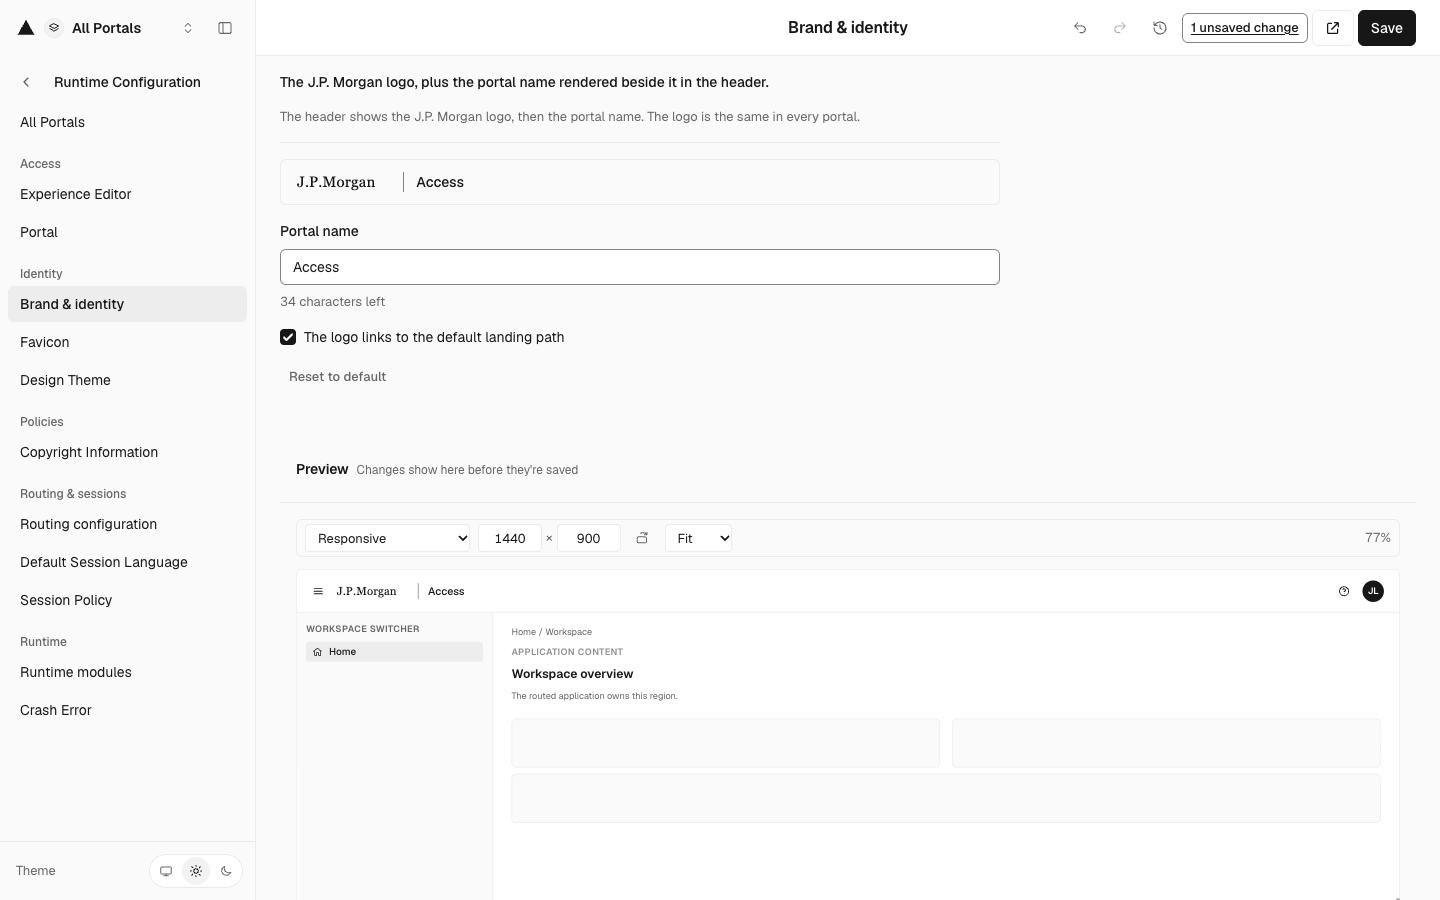 All Portals
Brand & identity
1 unsaved change
Save
Runtime Configuration
All Portals
Access
Experience Editor
Portal
Identity
Brand & identity
Favicon
Design Theme
Policies
Copyright Information
Routing & sessions
Routing configuration
Default Session Language
Session Policy
Runtime
Runtime modules
Crash Error
Theme
The J.P. Morgan logo, plus the portal name rendered beside it in the header.
The header shows the J.P. Morgan logo, then the portal name. The logo is the same in every portal.
J.P.Morgan | Access
Portal name
Access
34 characters left
The logo links to the default landing path
Reset to default
Preview Changes show here before they're saved
Responsive 1440 × 900 Fit 77%
J.P.Morgan | Access JL
WORKSPACE SWITCHER
Home
Home / Workspace
APPLICATION CONTENT
Workspace overview
The routed application owns this region.